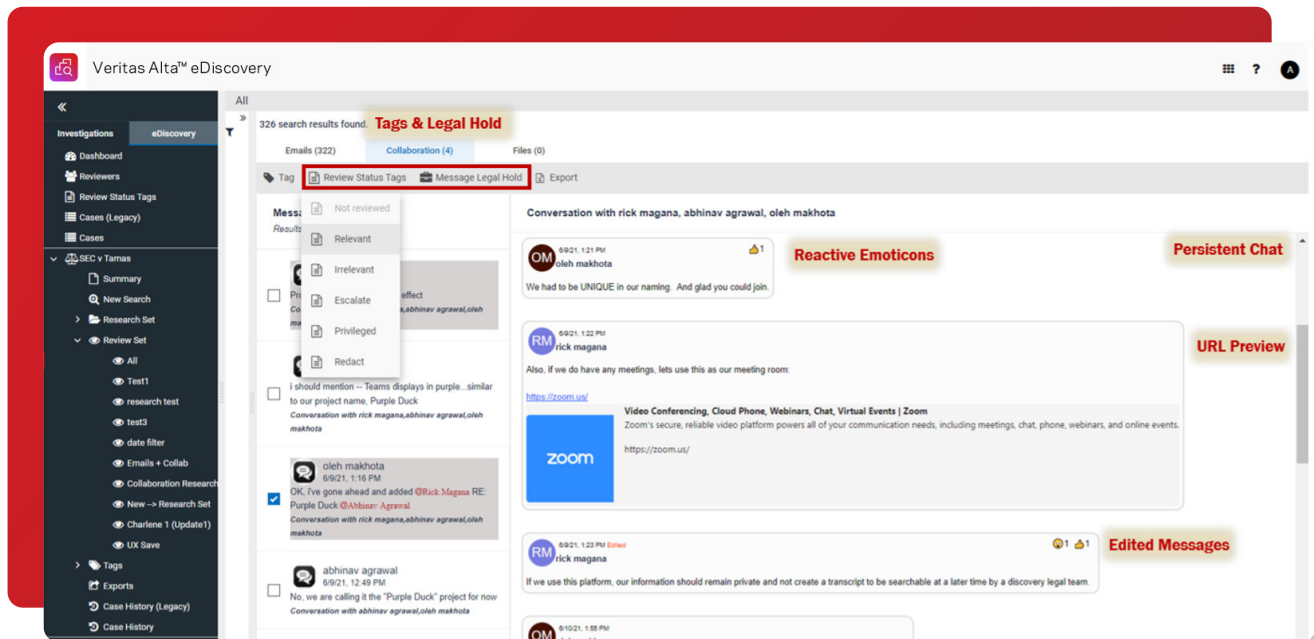 Veritas Alta™ eDiscovery
?
A
«
Investigations
eDiscovery
Dashboard
Reviewers
Review Status Tags
Cases (Legacy)
Cases
SEC v Tamas
Summary
New Search
Research Set
Review Set
All
Test1
research test
test3
date filter
Emails + Collab
Collaboration Research
New --> Research Set
Charlene 1 (Update1)
UX Save
Tags
Exports
Case History (Legacy)
Case History
All
»
326 search results found.
Tags & Legal Hold
Emails (322)
Collaboration (4)
Files (0)
Tag
Review Status Tags
Message Legal Hold
Export
Not reviewed
Relevant
Irrelevant
Escalate
Privileged
Redact
effect
abhinav agrawal,oleh
i should mention -- Teams displays in purple...similar
to our project name, Purple Duck
Conversation with rick magana,abhinav agrawal,oleh
makhota
oleh makhota
6/9/21, 1:16 PM
OK, I've gone ahead and added @Rick Magana RE:
Purple Duck @Abhinav Agrawal
Conversation with rick magana,abhinav agrawal,oleh
makhota
abhinav agrawal
6/9/21, 12:49 PM
No, we are calling it the "Purple Duck" project for now
Conversation with abhinav agrawal,oleh makhota
Conversation with rick magana, abhinav agrawal, oleh makhota
OM
6/9/21, 1:21 PM
oleh makhota
1
We had to be UNIQUE in our naming. And glad you could join.
Reactive Emoticons
Persistent Chat
RM
6/9/21, 1:22 PM
rick magana
Also, if we do have any meetings, lets use this as our meeting room:
https://zoom.us/
zoom
Video Conferencing, Cloud Phone, Webinars, Chat, Virtual Events | Zoom
Zoom's secure, reliable video platform powers all of your communication needs, including meetings, chat, phone, webinars, and online events.
https://zoom.us/
URL Preview
RM
6/9/21, 1:23 PM Edited
rick magana
1 1
If we use this platform, our information should remain private and not create a transcript to be searchable at a later time by a discovery legal team.
Edited Messages
OM
6/10/21, 1:55 PM